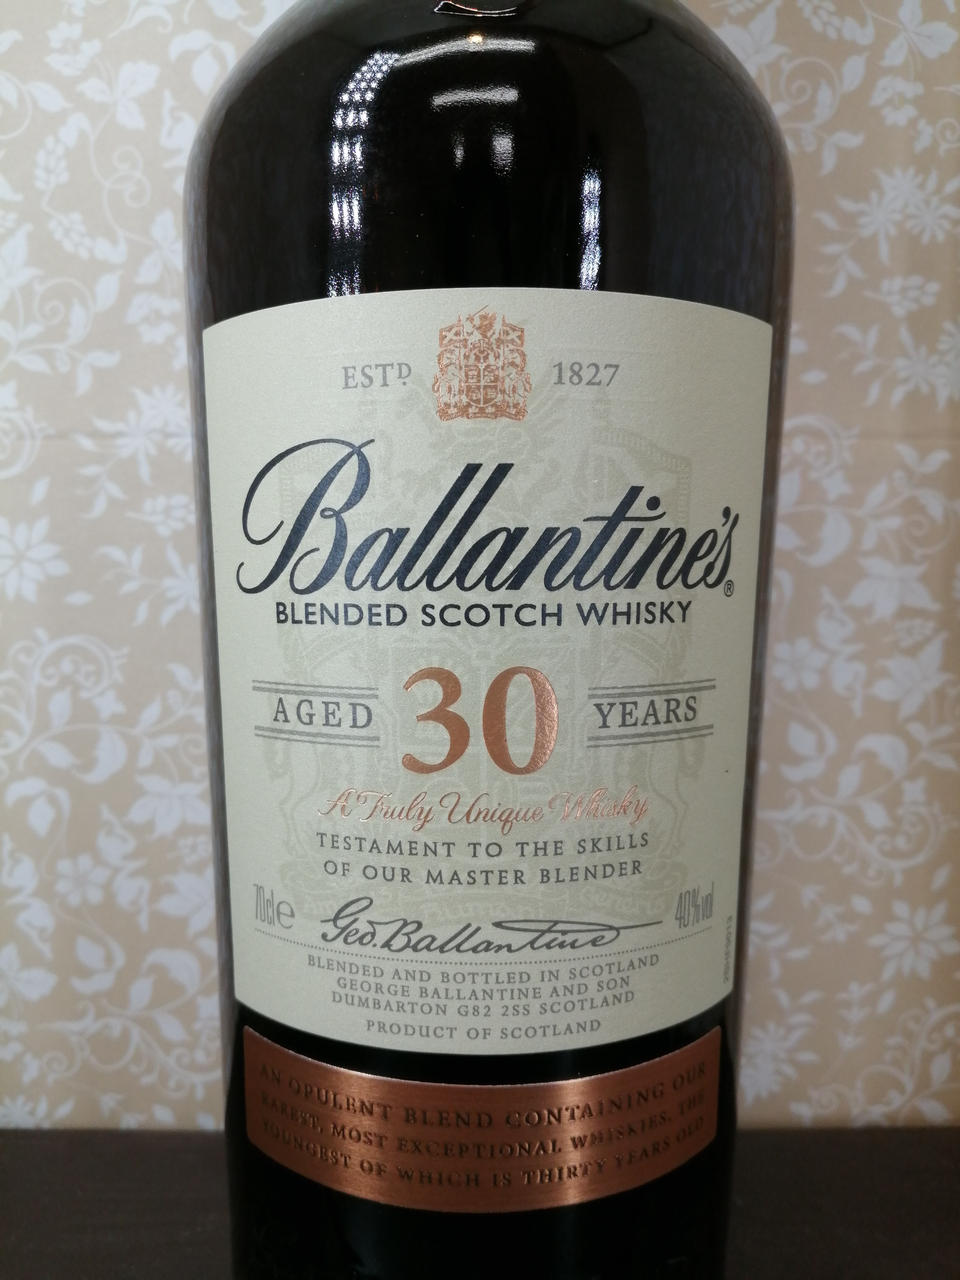 ESTD 1827
Ballantine's®
BLENDED SCOTCH WHISKY
AGED 30 YEARS
A Truly Unique Whisky
TESTAMENT TO THE SKILLS
OF OUR MASTER BLENDER
70cl e 40%vol
Geo. Ballantine
BLENDED AND BOTTLED IN SCOTLAND
GEORGE BALLANTINE AND SON
DUMBARTON G82 2SS SCOTLAND
PRODUCT OF SCOTLAND
AN OPULENT BLEND CONTAINING OUR
RAREST, MOST EXCEPTIONAL WHISKIES. THE
YOUNGEST OF WHICH IS THIRTY YEARS OLD